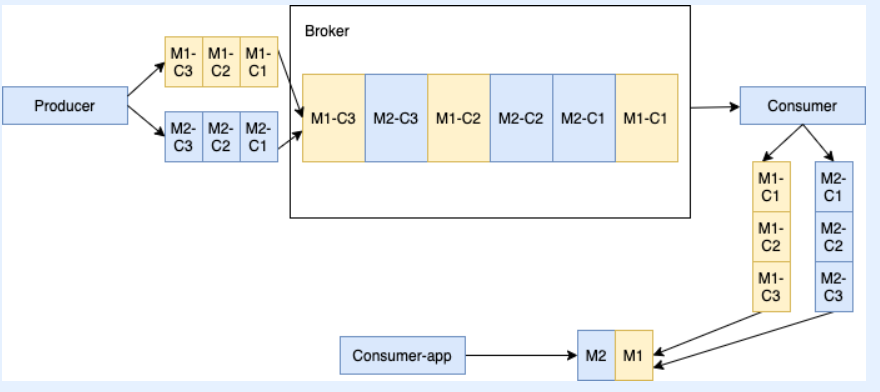 Broker
M1-
C3
M1-
C2
M1-
C1
Producer
M2-
C3
M2-
C2
M2-
C1
M1-C3
M2-C3
M1-C2
M2-C2
M2-C1
M1-C1
Consumer
M1-
C1
M1-
C2
M1-
C3
M2-
C1
M2-
C2
M2-
C3
Consumer-app
M2
M1